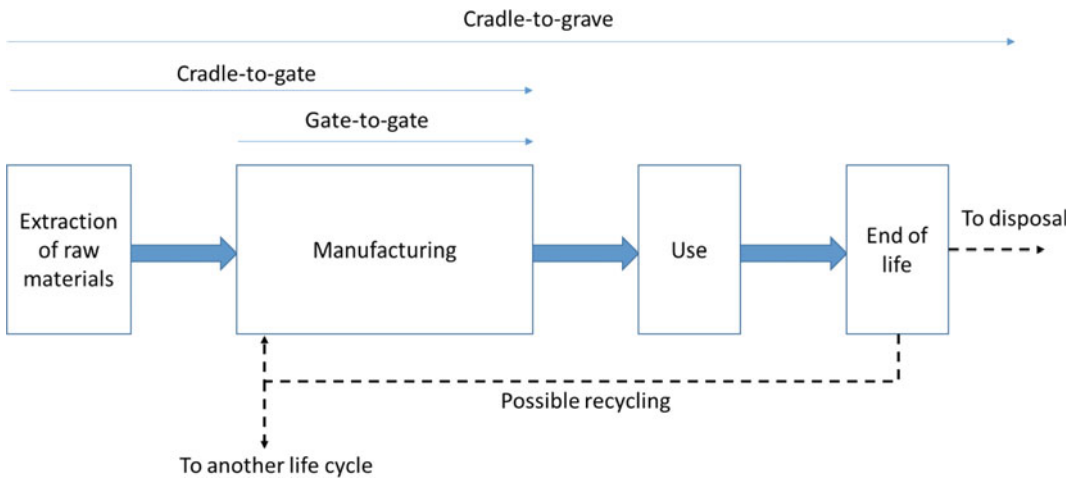 Cradle-to-grave
Cradle-to-gate
Gate-to-gate
Extraction
of raw
materials
Manufacturing
Use
End of
life
To disposal
Possible recycling
To another life cycle